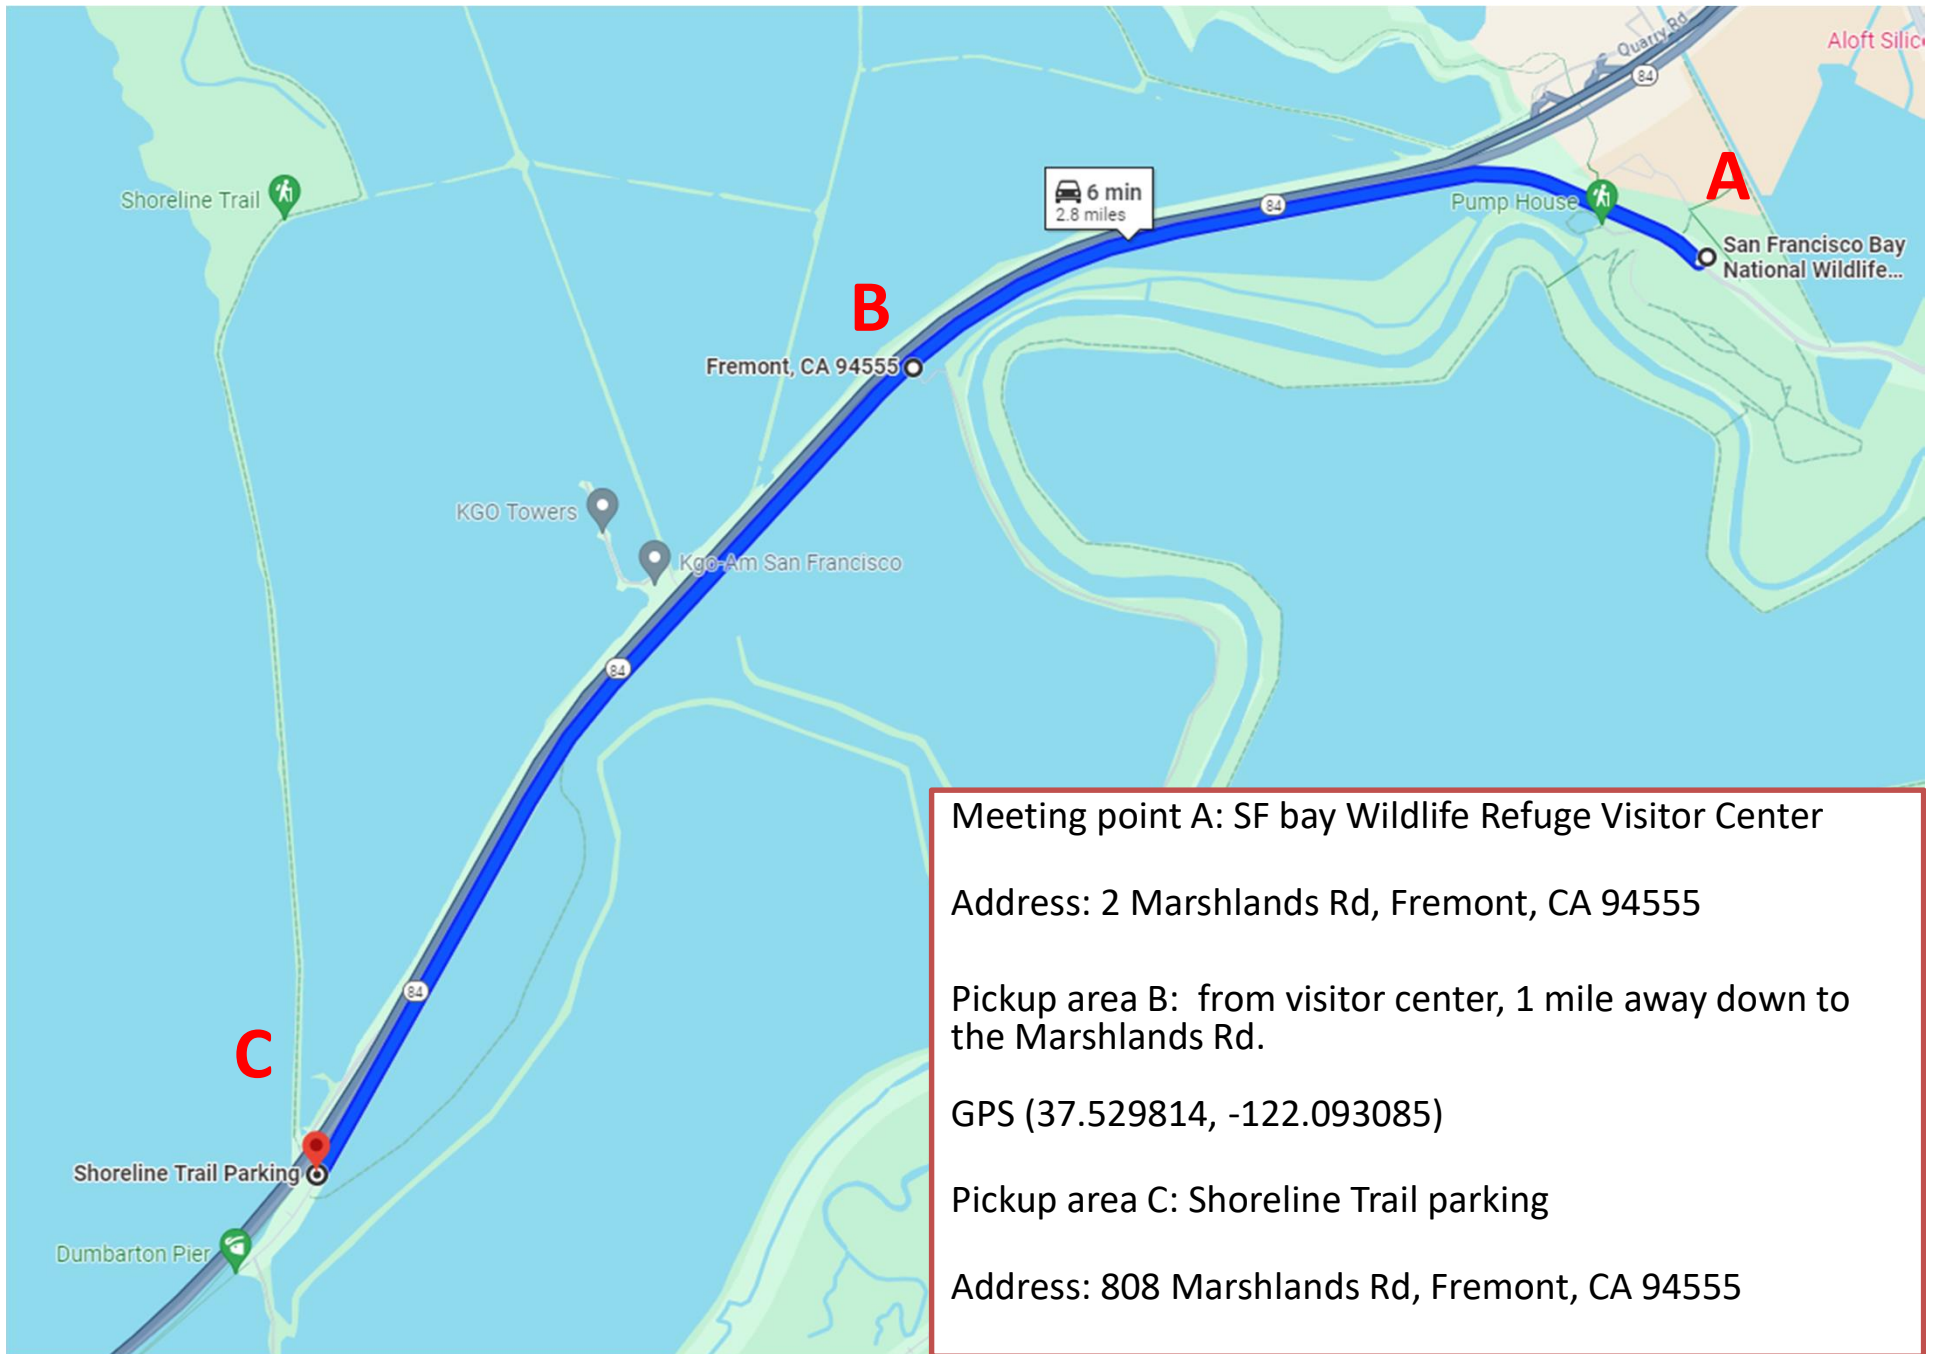 Quarry Rd
Aloft Silic
84
Shoreline Trail
A
6 min
2.8 miles
84
Pump House
San Francisco Bay
National Wildlife...
B
Fremont, CA 94555
KGO Towers
Kgo-Am San Francisco
84
Meeting point A: SF bay Wildlife Refuge Visitor Center
Address: 2 Marshlands Rd, Fremont, CA 94555
Pickup area B:  from visitor center, 1 mile away down to
the Marshlands Rd.
GPS (37.529814, -122.093085)
Pickup area C: Shoreline Trail parking
Address: 808 Marshlands Rd, Fremont, CA 94555
84
C
Shoreline Trail Parking
Dumbarton Pier